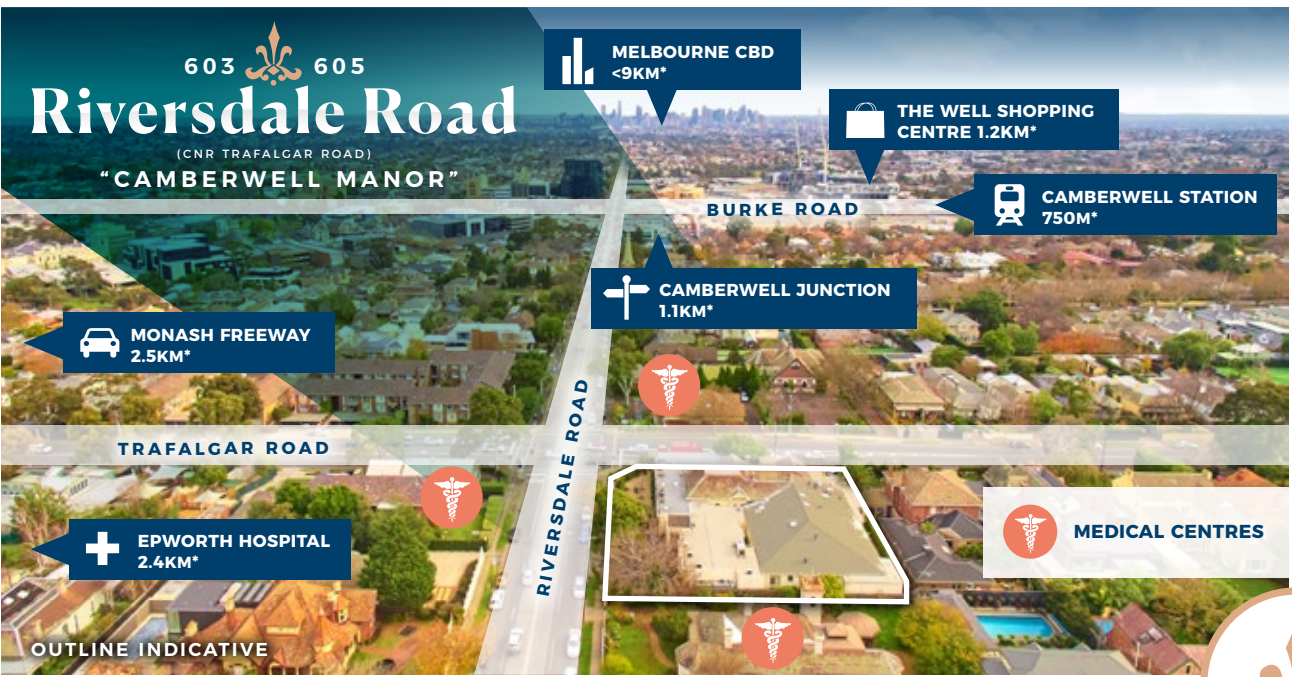 603 605
Riversdale Road
(CNR TRAFALGAR ROAD)
"CAMBERWELL MANOR"
MELBOURNE CBD
<9KM*
THE WELL SHOPPING
CENTRE 1.2KM*
CAMBERWELL STATION
750M*
BURKE ROAD
CAMBERWELL JUNCTION
1.1KM*
MONASH FREEWAY
2.5KM*
TRAFALGAR ROAD
RIVERSDALE ROAD
EPWORTH HOSPITAL
2.4KM*
MEDICAL CENTRES
OUTLINE INDICATIVE